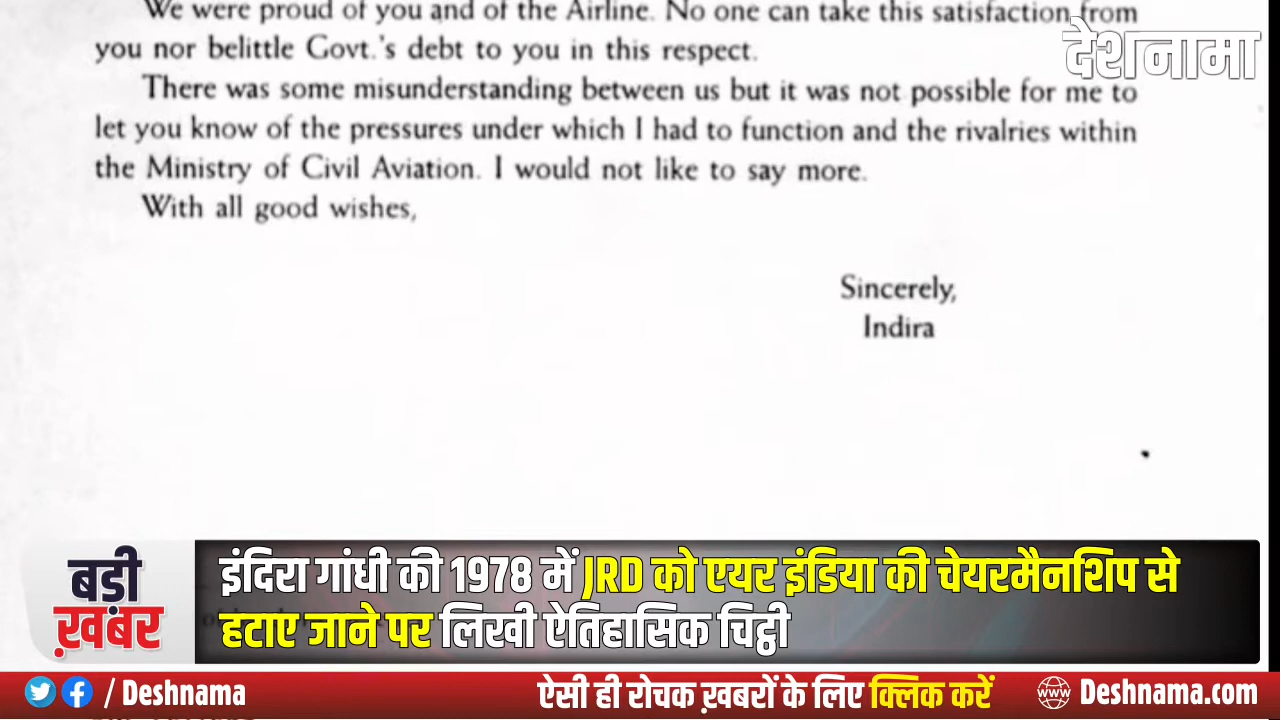 We were proud of you and of the Airline. No one can take this satisfaction from
देशनामा
you nor belittle Govt.'s debt to you in this respect.
There was some misunderstanding between us but it was not possible for me to
let you know of the pressures under which I had to function and the rivalries within
the Ministry of Civil Aviation. I would not like to say more.
With all good wishes,
Sincerely,
Indira
बड़ी
ख़बर
इंदिरा गांधी की 1978 में JRD को एयर इंडिया की चेयरमैनशिप से
हटाए जाने पर लिखी ऐतिहासिक चिट्ठी
/ Deshnama
ऐसी ही रोचक ख़बरों के लिए क्लिक करें
Deshnama.com